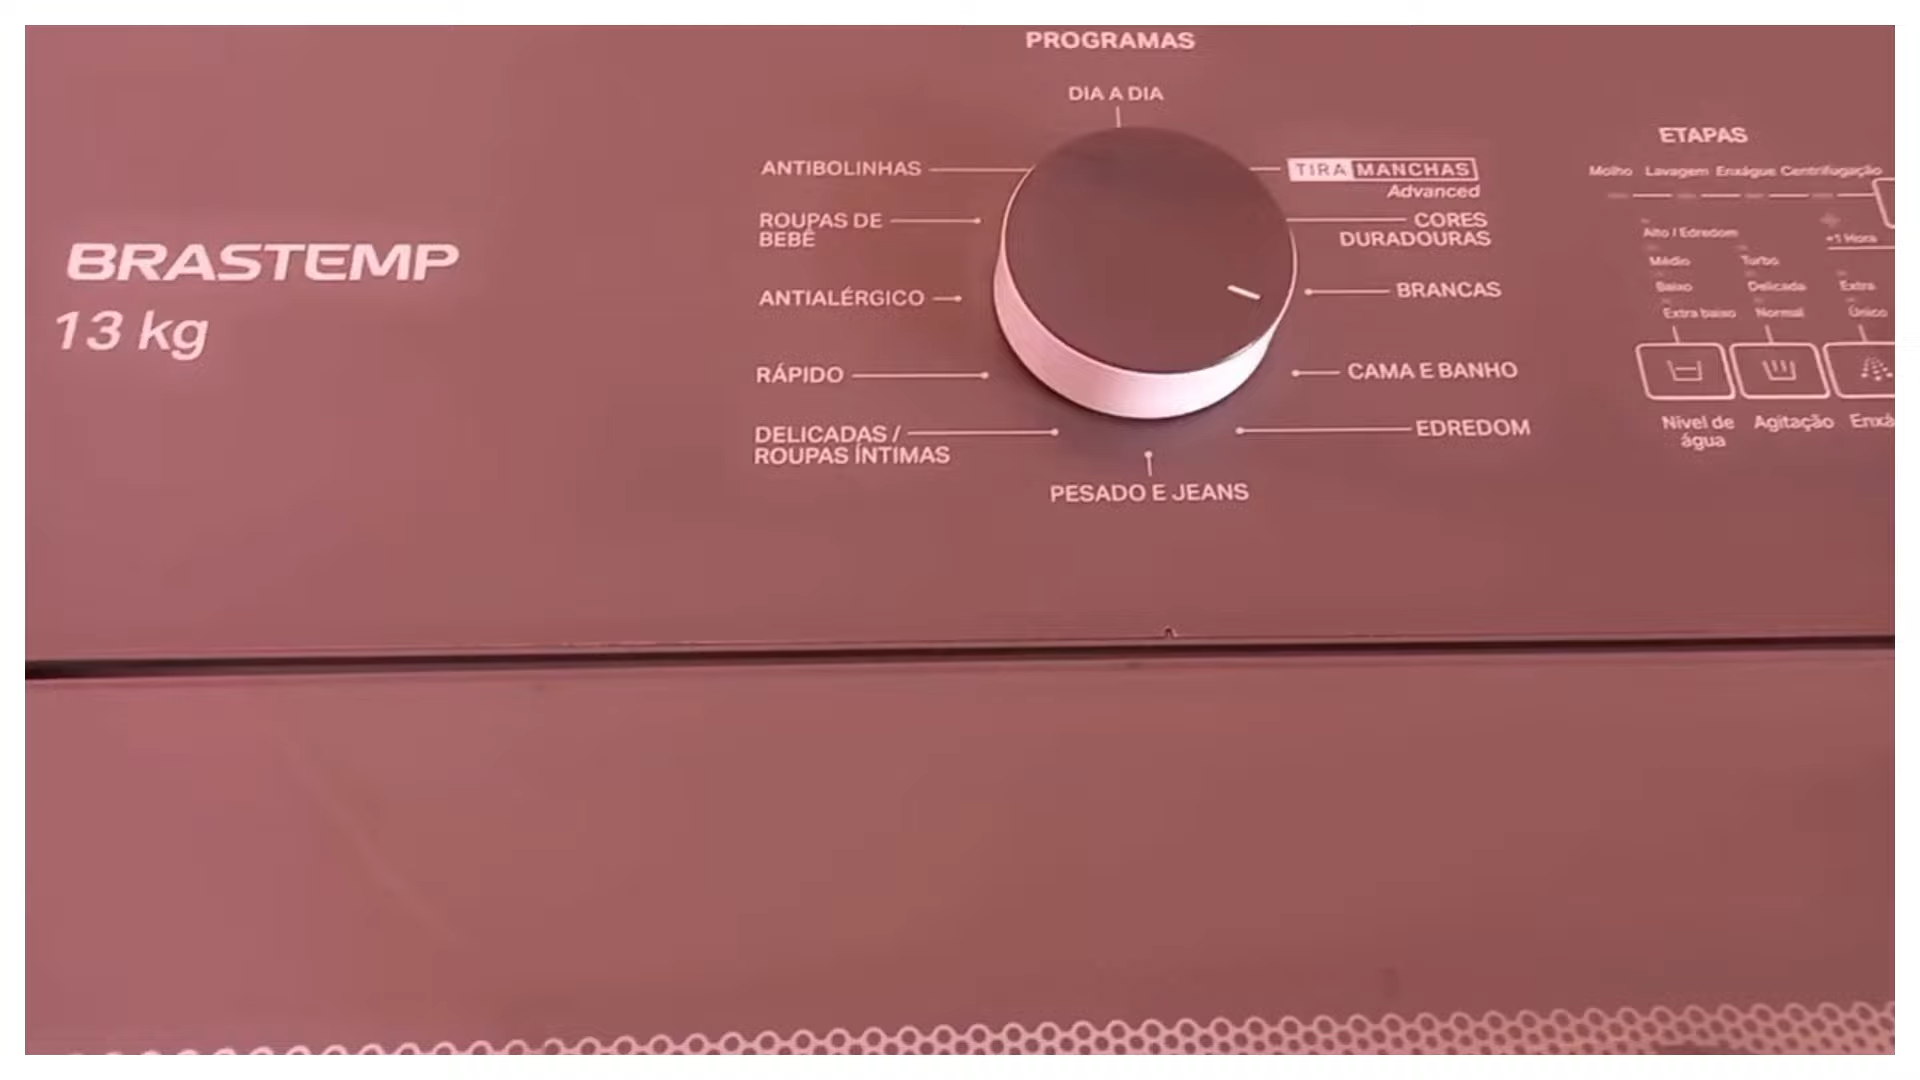 PROGRAMAS
DIA A DIA
ANTIBOLINHAS
ROUPAS DE
BEBÊ
ANTIALÉRGICO
RÁPIDO
DELICADAS /
ROUPAS ÍNTIMAS
PESADO E JEANS
TIRA MANCHAS
Advanced
CORES
DURADOURAS
BRANCAS
CAMA E BANHO
EDREDOM
BRASTEMP
13 kg
ETAPAS
Molho Lavagem Enxágue Centrifugação
Alto / Edredom
+1 Hora
Médio Turbo
Baixo Delicada Extra
Extra baixo Normal Único
Nível de
água
Agitação